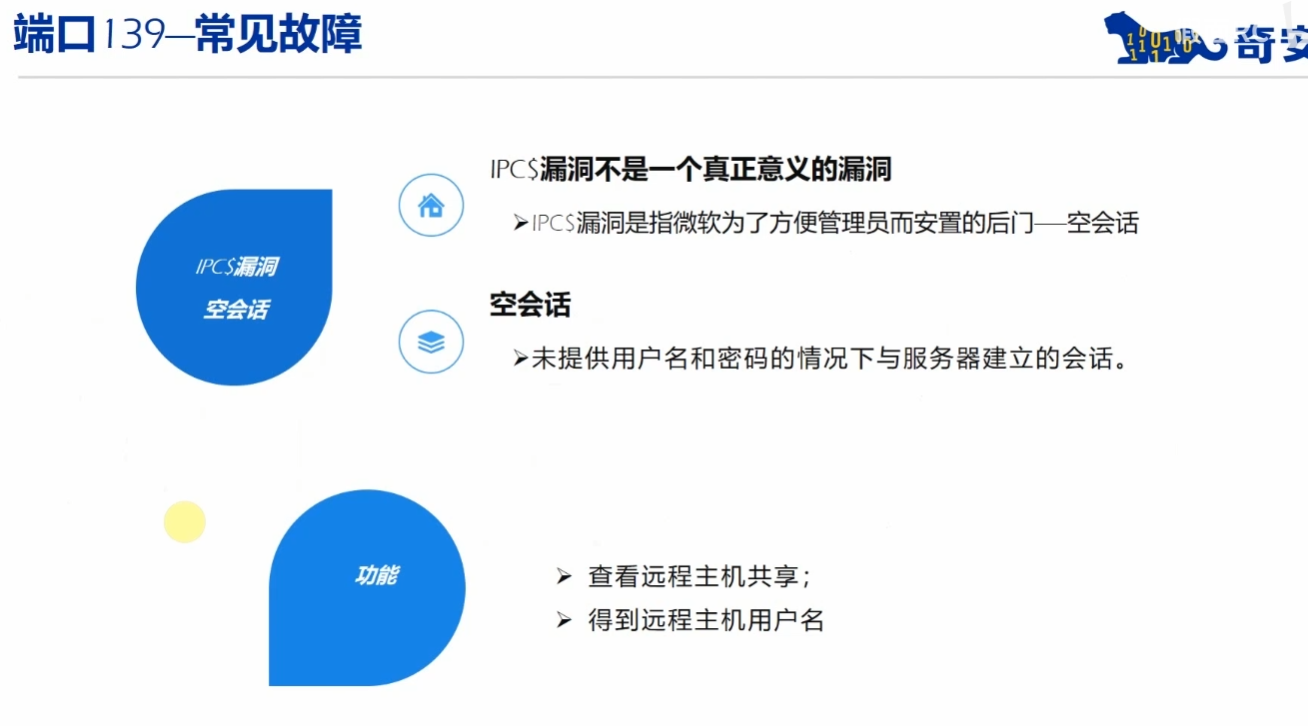 端口139—常见故障
奇安
IPC$漏洞不是一个真正意义的漏洞
➢IPC$漏洞是指微软为了方便管理员而安置的后门——空会话
IPC$漏洞
空会话
空会话
➢未提供用户名和密码的情况下与服务器建立的会话。
功能
➢ 查看远程主机共享；
➢ 得到远程主机用户名